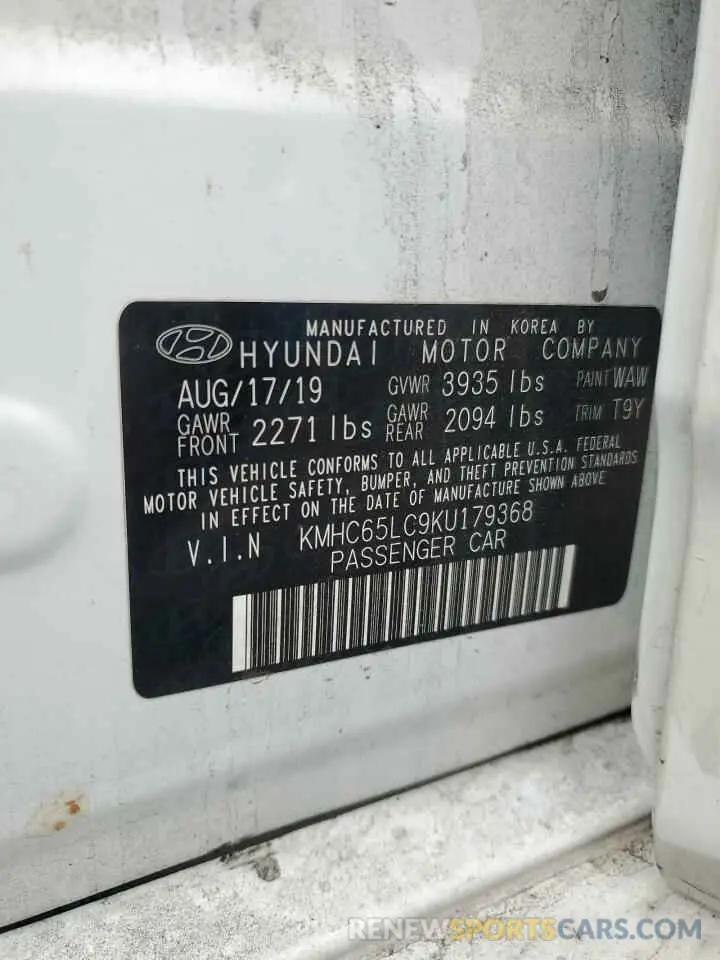 MANUFACTURED IN KOREA BY
HYUNDAI MOTOR COMPANY
AUG/17/19 GVWR 3935 lbs PAINT WAW
GAWR FRONT 2271 lbs GAWR REAR 2094 lbs TRIM T9Y
THIS VEHICLE CONFORMS TO ALL APPLICABLE U.S.A. FEDERAL
MOTOR VEHICLE SAFETY, BUMPER, AND THEFT PREVENTION STANDARDS
IN EFFECT ON THE DATE OF MANUFACTURE SHOWN ABOVE
V.I.N KMHC65LC9KU179368
PASSENGER CAR
RENEWSPORTSCARS.COM